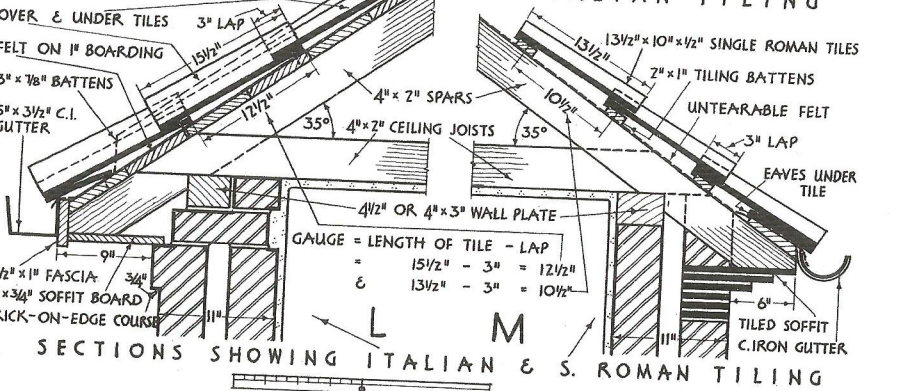 TILING
OVER & UNDER TILES
3" LAP
FELT ON 1" BOARDING
15½"
3" x ⅞" BATTENS
5" x 3½" C.I.
GUTTER
12½"
35°
4" x 2" SPARS
4" x 2" CEILING JOISTS
13½"
13½" x 10" x ½" SINGLE ROMAN TILES
2" x 1" TILING BATTENS
10½"
UNTEARABLE FELT
35°
3" LAP
EAVES UNDER
TILE
4½" OR 4" x 3" WALL PLATE
GAUGE = LENGTH OF TILE - LAP
= 15½" - 3" = 12½"
& 13½" - 3" = 10½"
9"
½" x 1" FASCIA
¾"
x ¾" SOFFIT BOARD
RICK-ON-EDGE COURSE
11"
L
M
11"
6"
TILED SOFFIT
C.IRON GUTTER
SECTIONS SHOWING ITALIAN & S. ROMAN TILING